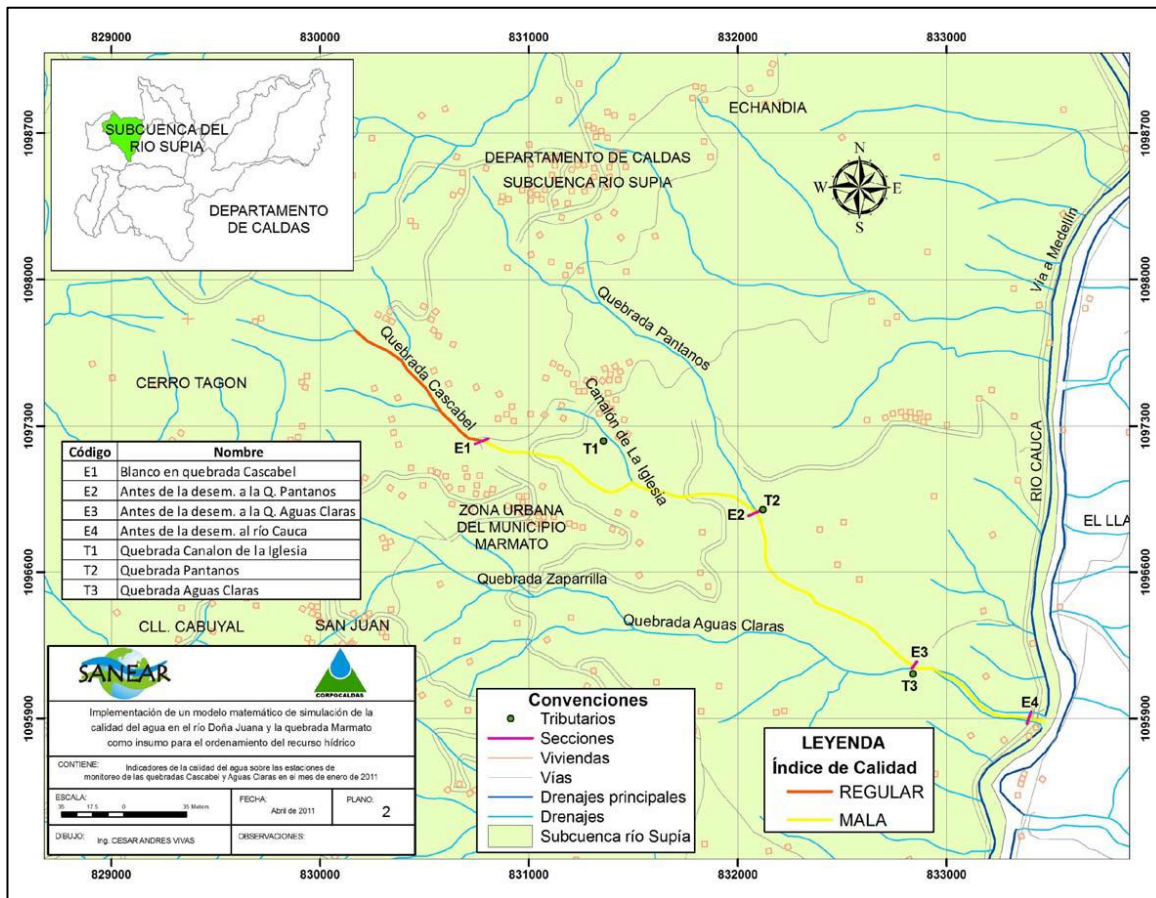 829000 830000 831000 832000 833000
1098700
1098000
1097300
1096600
1095900
1098700
1098000
1097300
1096600
1095900
SUBCUENCA DEL
RIO SUPIA
DEPARTAMENTO
DE CALDAS
ECHANDIA
DEPARTAMENTO DE CALDAS
SUBCUENCA RÍO SUPIA
N
W E
S
Vía a Medellín
Quebrada Pantanos
Quebrada Cascabel
CERRO TAGON
Canalón de La Iglesia
E1
T1
RIO CAUCA
EL LLA
Código Nombre
E1 Blanco en quebrada Cascabel
E2 Antes de la desem. a la Q. Pantanos
E3 Antes de la desem. a la Q. Aguas Claras
E4 Antes de la desem. al río Cauca
T1 Quebrada Canalon de la Iglesia
T2 Quebrada Pantanos
T3 Quebrada Aguas Claras
T2
E2
ZONA URBANA
DEL MUNICIPIO
MARMATO
Quebrada Zaparrilla
Quebrada Aguas Claras
CLL. CABUYAL
SAN JUAN
E3
T3
E4
SANEAR
CORPOCALDAS
Implementación de un modelo matemático de simulación de la
calidad del agua en el río Doña Juana y la quebrada Marmato
como insumo para el ordenamiento del recurso hídrico
CONTIENE: Indicadores de la calidad del agua sobre las estaciones de
monitoreo de las quebradas Cascabel y Aguas Claras en el mes de enero de 2011
ESCALA:
35 17.5 0 35 Meters
FECHA:
Abril de 2011
PLANO:
2
DIBUJO: Ing. CESAR ANDRES VIVAS
OBSERVACIONES:
Convenciones
Tributarios
Secciones
Viviendas
Vías
Drenajes principales
Drenajes
Subcuenca río Supía
LEYENDA
Índice de Calidad
REGULAR
MALA
829000 830000 831000 832000 833000